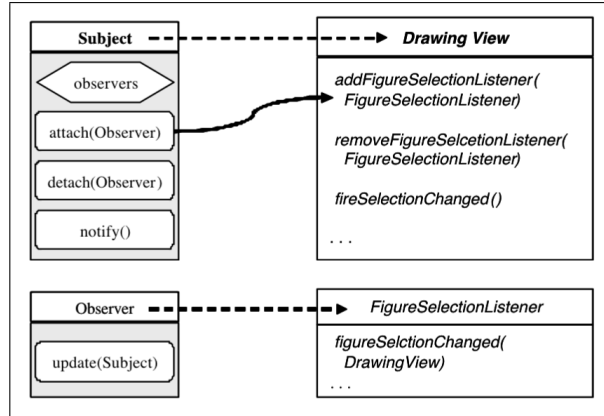 Subject
observers
attach(Observer)
detach(Observer)
notify()
Drawing View
addFigureSelectionListener(
FigureSelectionListener)
removeFigureSelcetionListener(
FigureSelectionListener)
fireSelectionChanged()
. . .
Observer
update(Subject)
FigureSelectionListener
figureSelctionChanged(
DrawingView)
. . .